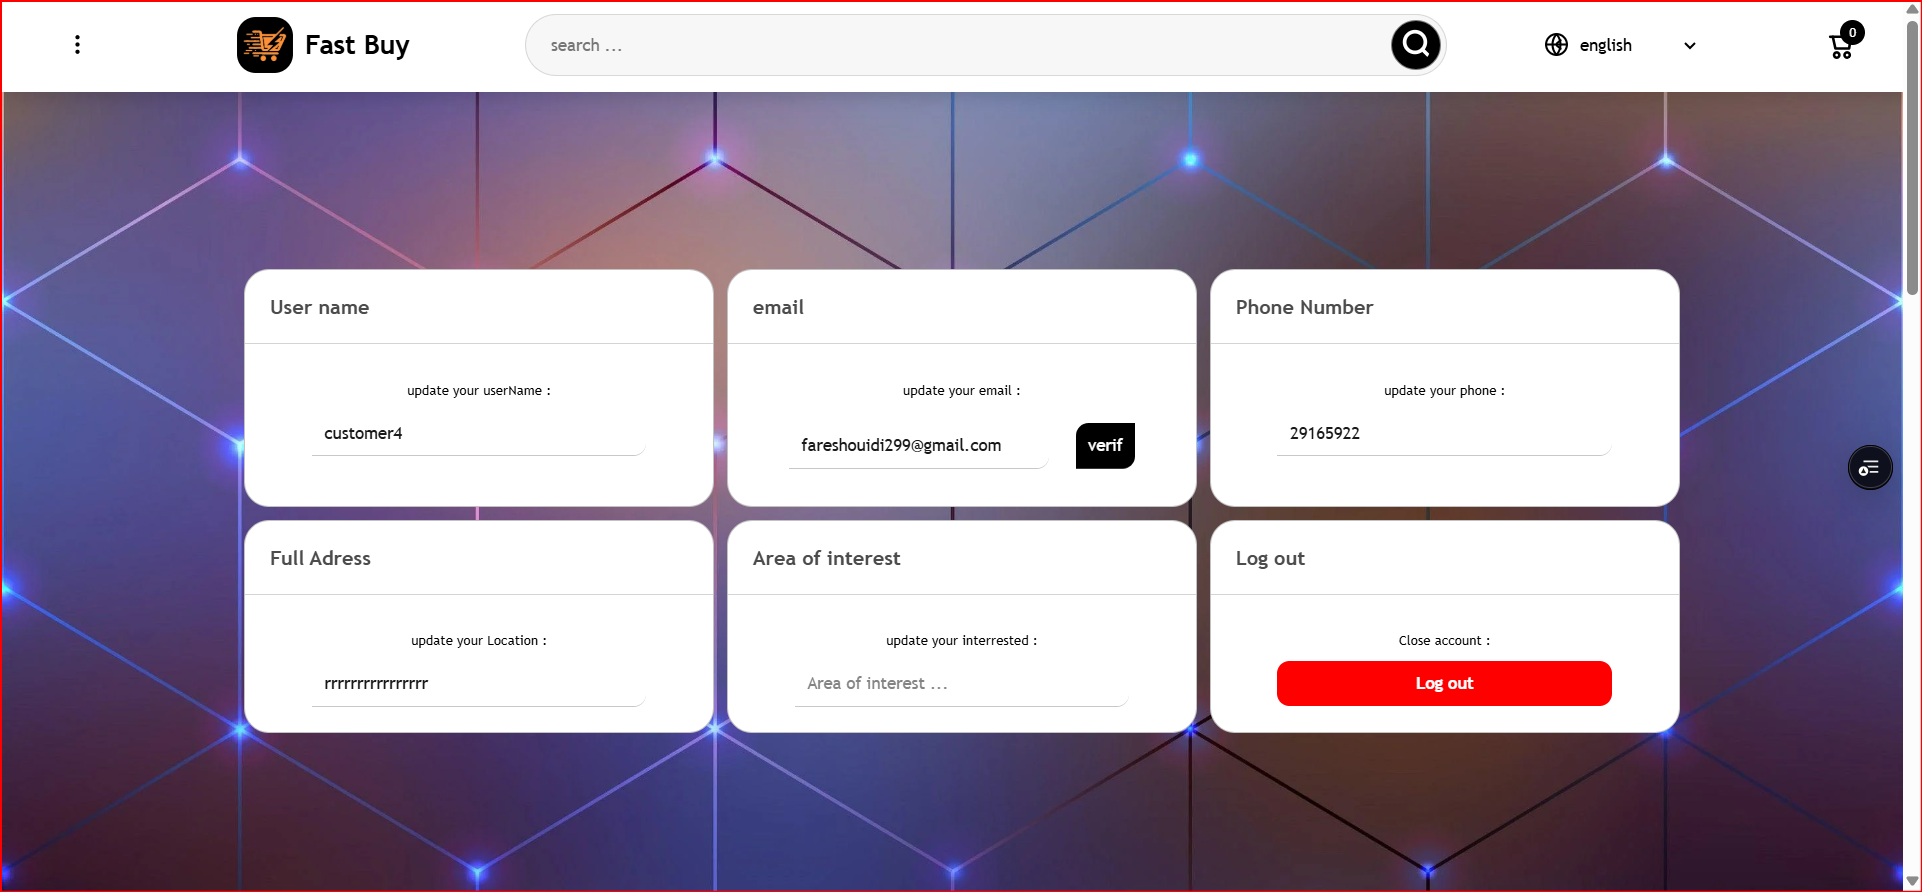 Fast Buy
search ...
english
0
User name
update your userName :
customer4
email
update your email :
fareshouidi299@gmail.com
verif
Phone Number
update your phone :
29165922
Full Adress
update your Location :
rrrrrrrrrrrrrrrr
Area of interest
update your interrested :
Area of interest ...
Log out
Close account :
Log out